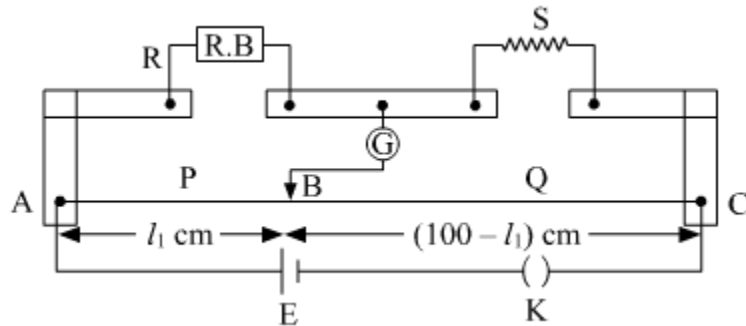 R R.B S
G
P B Q
A C
l₁ cm (100 – l₁) cm
E K